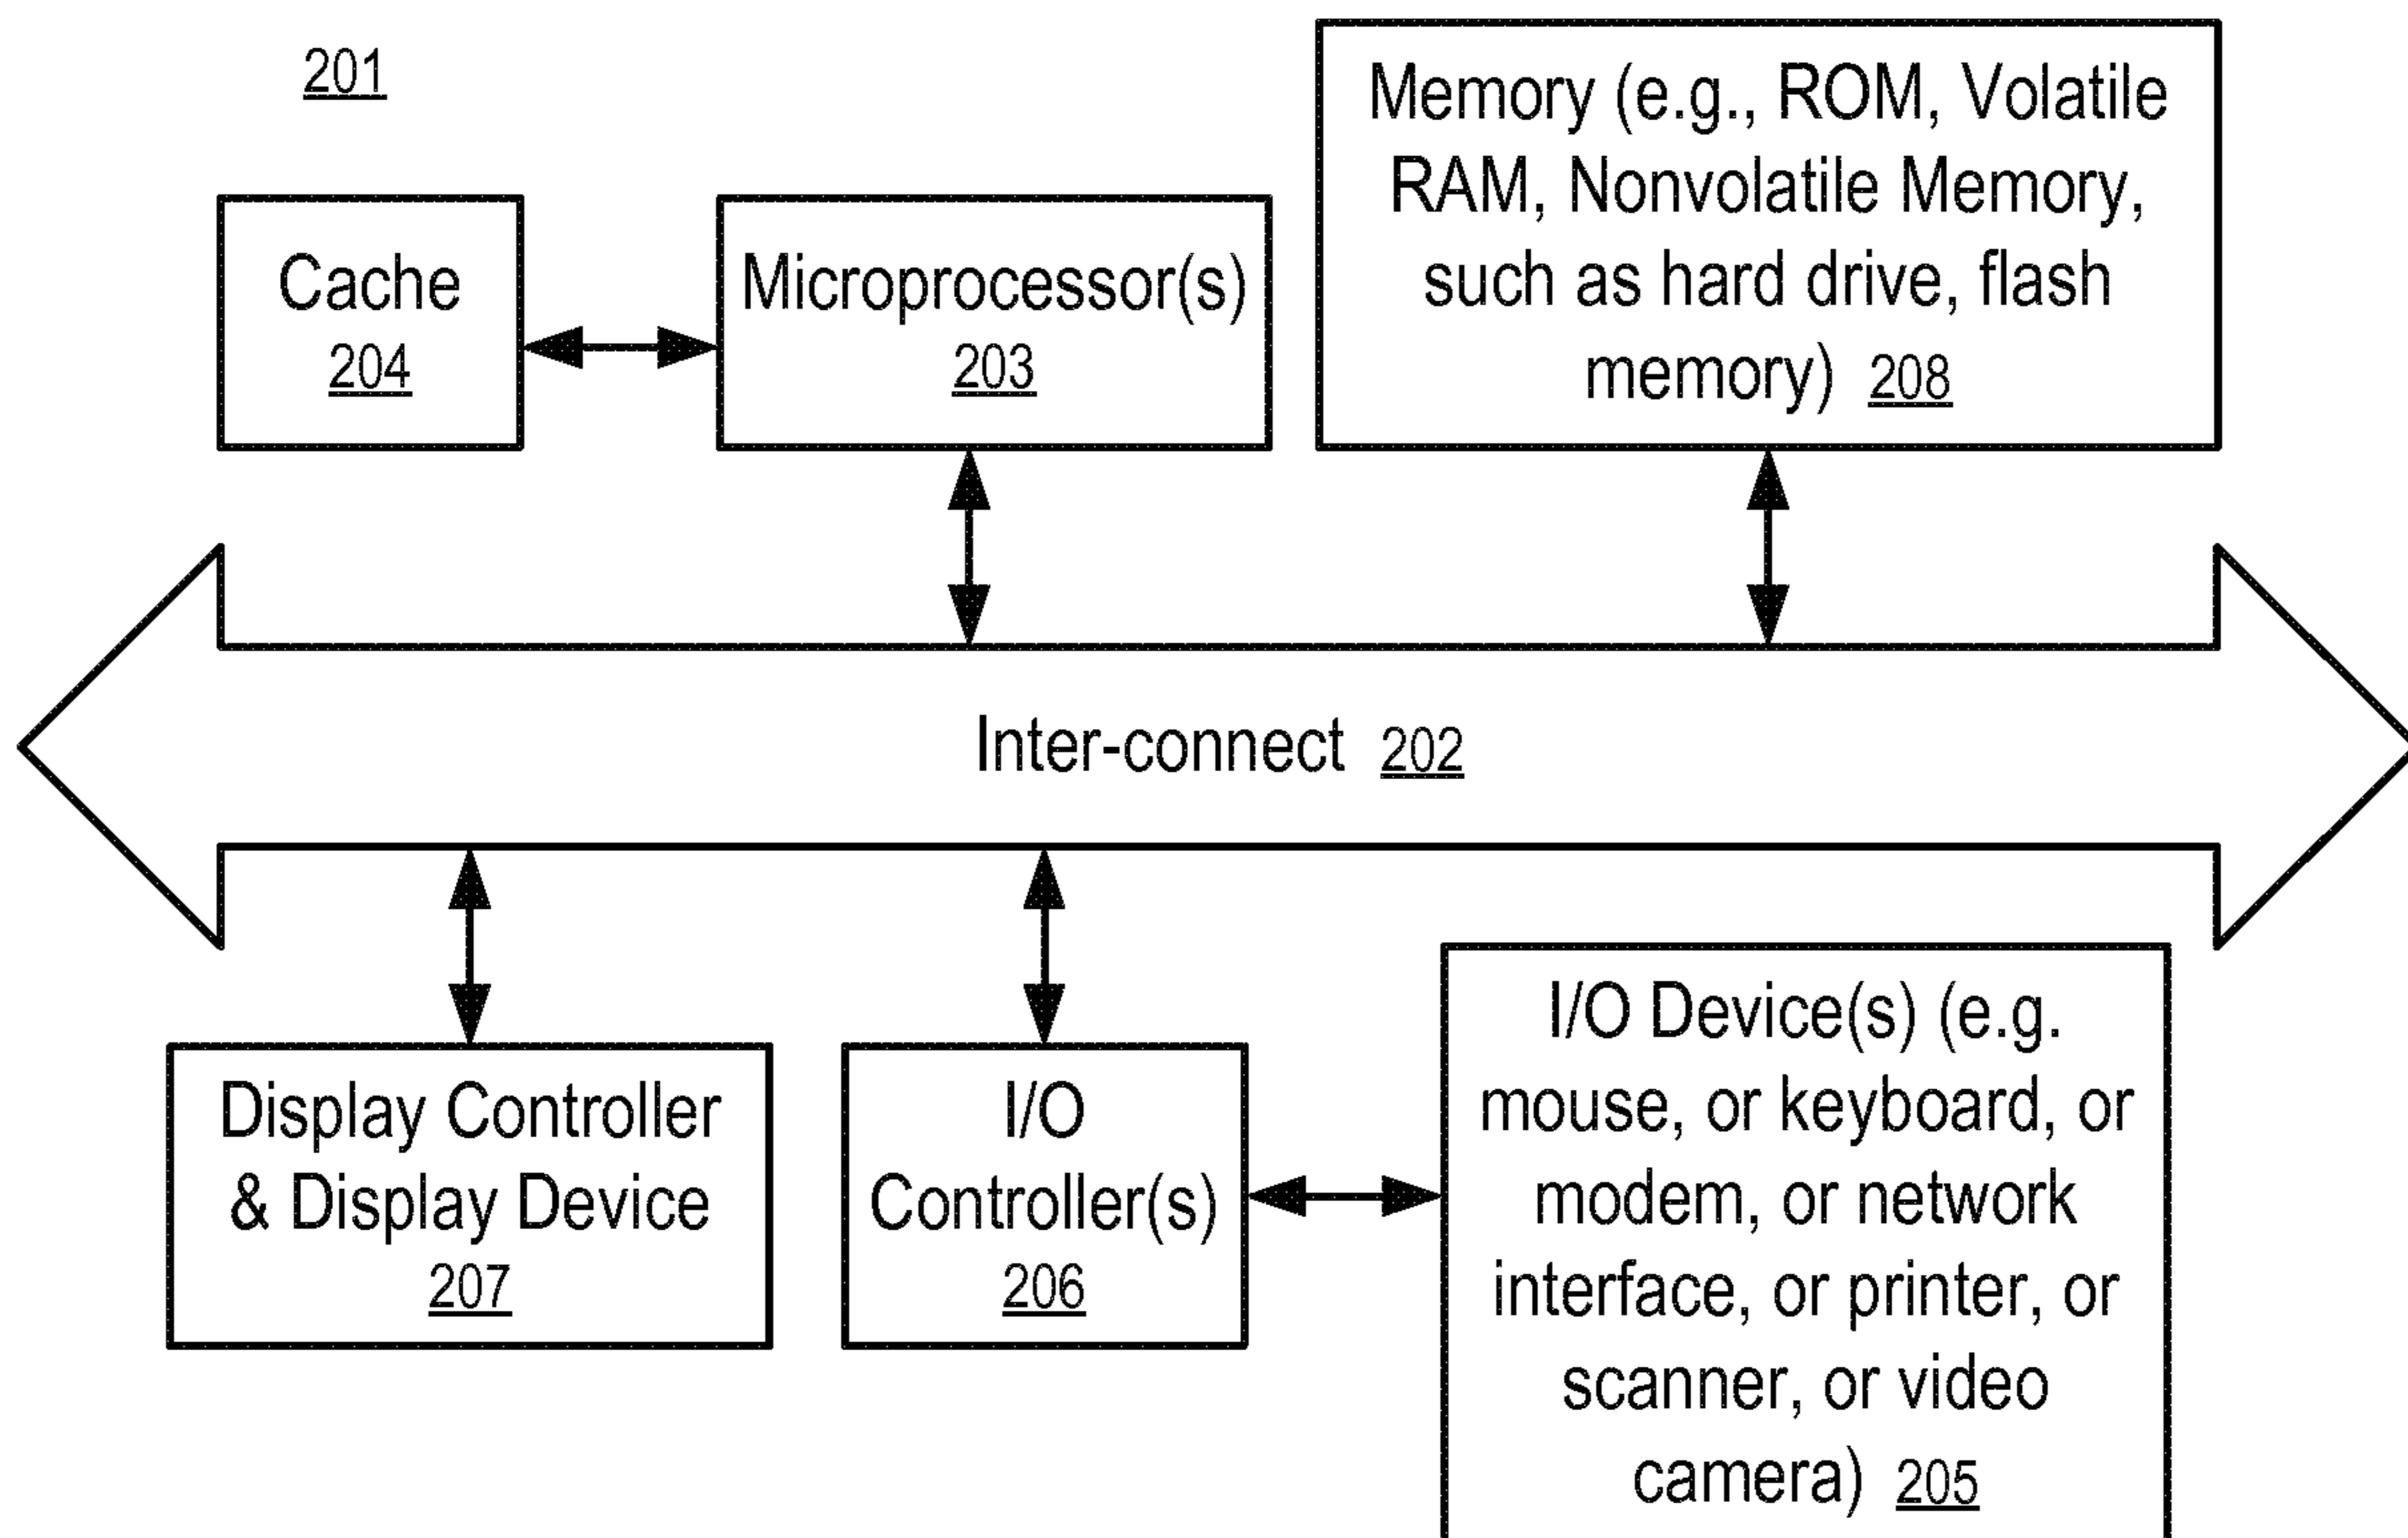 201
Cache
204
Microprocessor(s)
203
Memory (e.g., ROM, Volatile
RAM, Nonvolatile Memory,
such as hard drive, flash
memory) 208
Inter-connect 202
Display Controller
& Display Device
207
I/O
Controller(s)
206
I/O Device(s) (e.g.
mouse, or keyboard, or
modem, or network
interface, or printer, or
scanner, or video
camera) 205